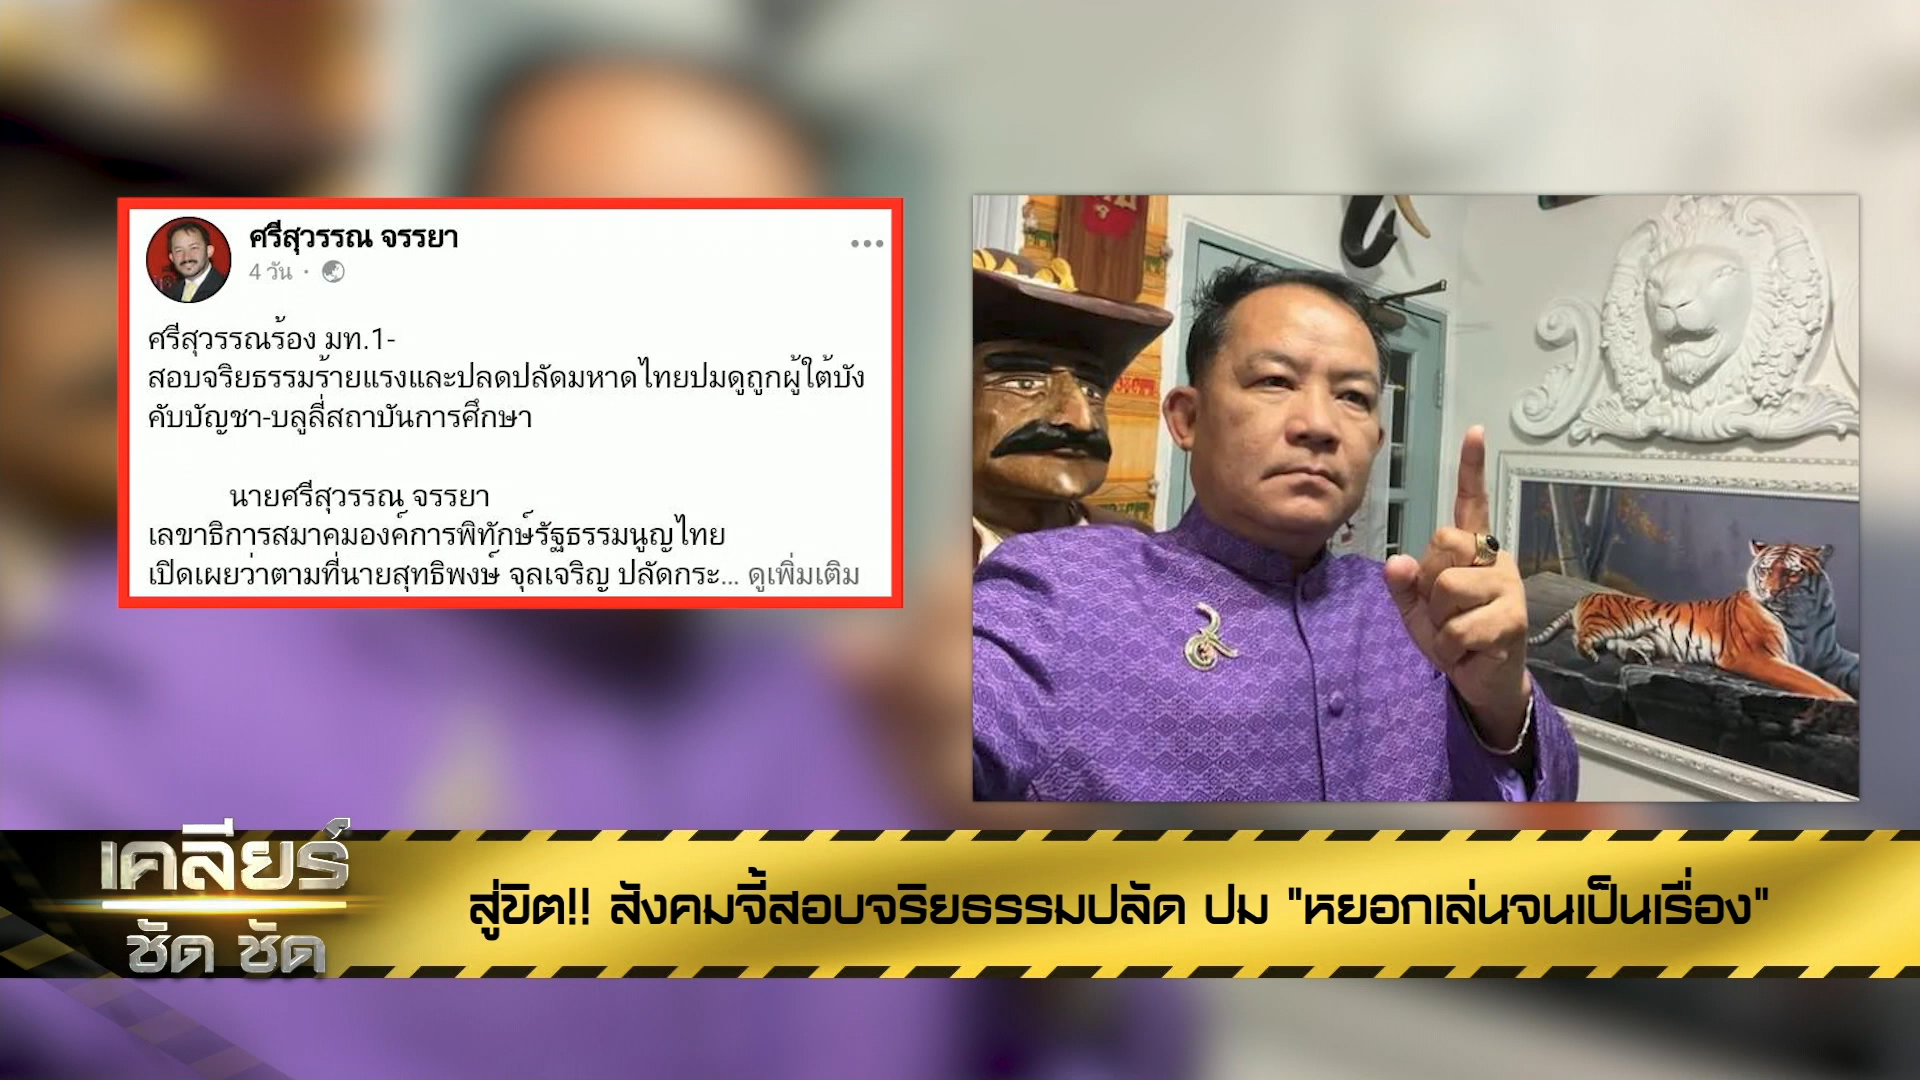 ศรีสุวรรณ จรรยา
4 วัน ·
ศรีสุวรรณร้อง มท.1-
สอบจริยธรรมร้ายแรงและปลดปลัดมหาดไทยปมดูถูกผู้ใต้บัง
คับบัญชา-บลูลี่สถาบันการศึกษา
นายศรีสุวรรณ จรรยา
เลขาธิการสมาคมองค์การพิทักษ์รัฐธรรมนูญไทย
เปิดเผยว่าตามที่นายสุทธิพงษ์ จุลเจริญ ปลัดกระ... ดูเพิ่มเติม
เคลียร์
ชัด ชัด
สู่ขิต!! สังคมจี้สอบจริยธรรมปลัด ปม "หยอกเล่นจนเป็นเรื่อง"